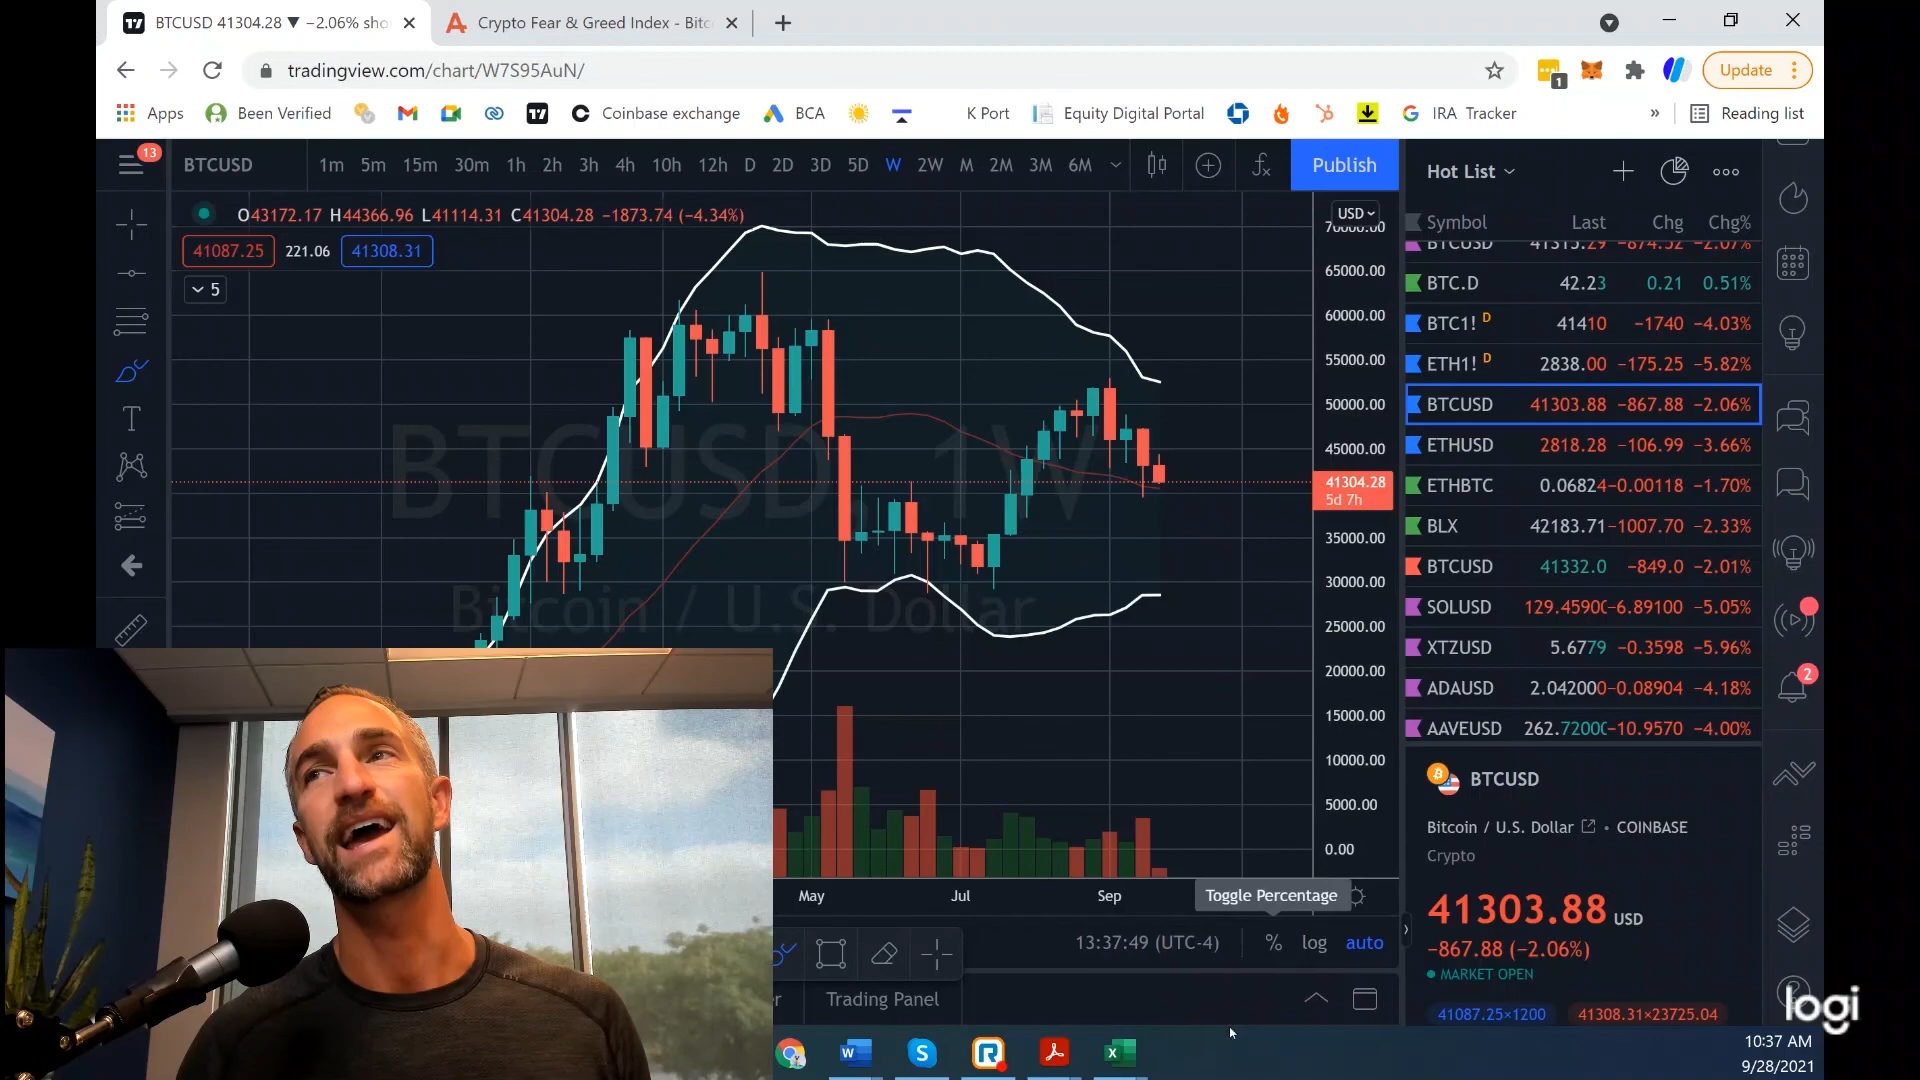 BTCUSD 41304.28 ▼ −2.06% sho
Crypto Fear & Greed Index - Bitc
tradingview.com/chart/W7S95AuN/
1
Update
Apps
Been Verified
Coinbase exchange
BCA
K Port
Equity Digital Portal
IRA Tracker
»
Reading list
13
BTCUSD
1m 5m 15m 30m 1h 2h 3h 4h 10h 12h D 2D 3D 5D W 2W M 2M 3M 6M
Publish
Hot List
O43172.17 H44366.96 L41114.31 C41304.28 −1873.74 (−4.34%)
41087.25 221.06 41308.31
5
USD
70000.00
65000.00
60000.00
55000.00
50000.00
45000.00
41304.28
5d 7h
35000.00
30000.00
25000.00
20000.00
15000.00
10000.00
5000.00
0.00
BTCUSD, 1W
Bitcoin / U.S. Dollar
Symbol Last Chg Chg%
BTCUSD 41315.29 −874.52 −2.07%
BTC.D 42.23 0.21 0.51%
BTC1! D 41410 −1740 −4.03%
ETH1! D 2838.00 −175.25 −5.82%
BTCUSD 41303.88 −867.88 −2.06%
ETHUSD 2818.28 −106.99 −3.66%
ETHBTC 0.06824 −0.00118 −1.70%
BLX 42183.71 −1007.70 −2.33%
BTCUSD 41332.0 −849.0 −2.01%
SOLUSD 129.4590 −6.89100 −5.05%
XTZUSD 5.6779 −0.3598 −5.96%
ADAUSD 2.042000 −0.08904 −4.18%
AAVEUSD 262.7200 −10.9570 −4.00%
2
BTCUSD
Bitcoin / U.S. Dollar • COINBASE
Crypto
41303.88 USD
−867.88 (−2.06%)
MARKET OPEN
41087.25×1200 41308.31×23725.04
May Jul Sep
Toggle Percentage
13:37:49 (UTC-4) % log auto
r
Trading Panel
logi
10:37 AM
9/28/2021